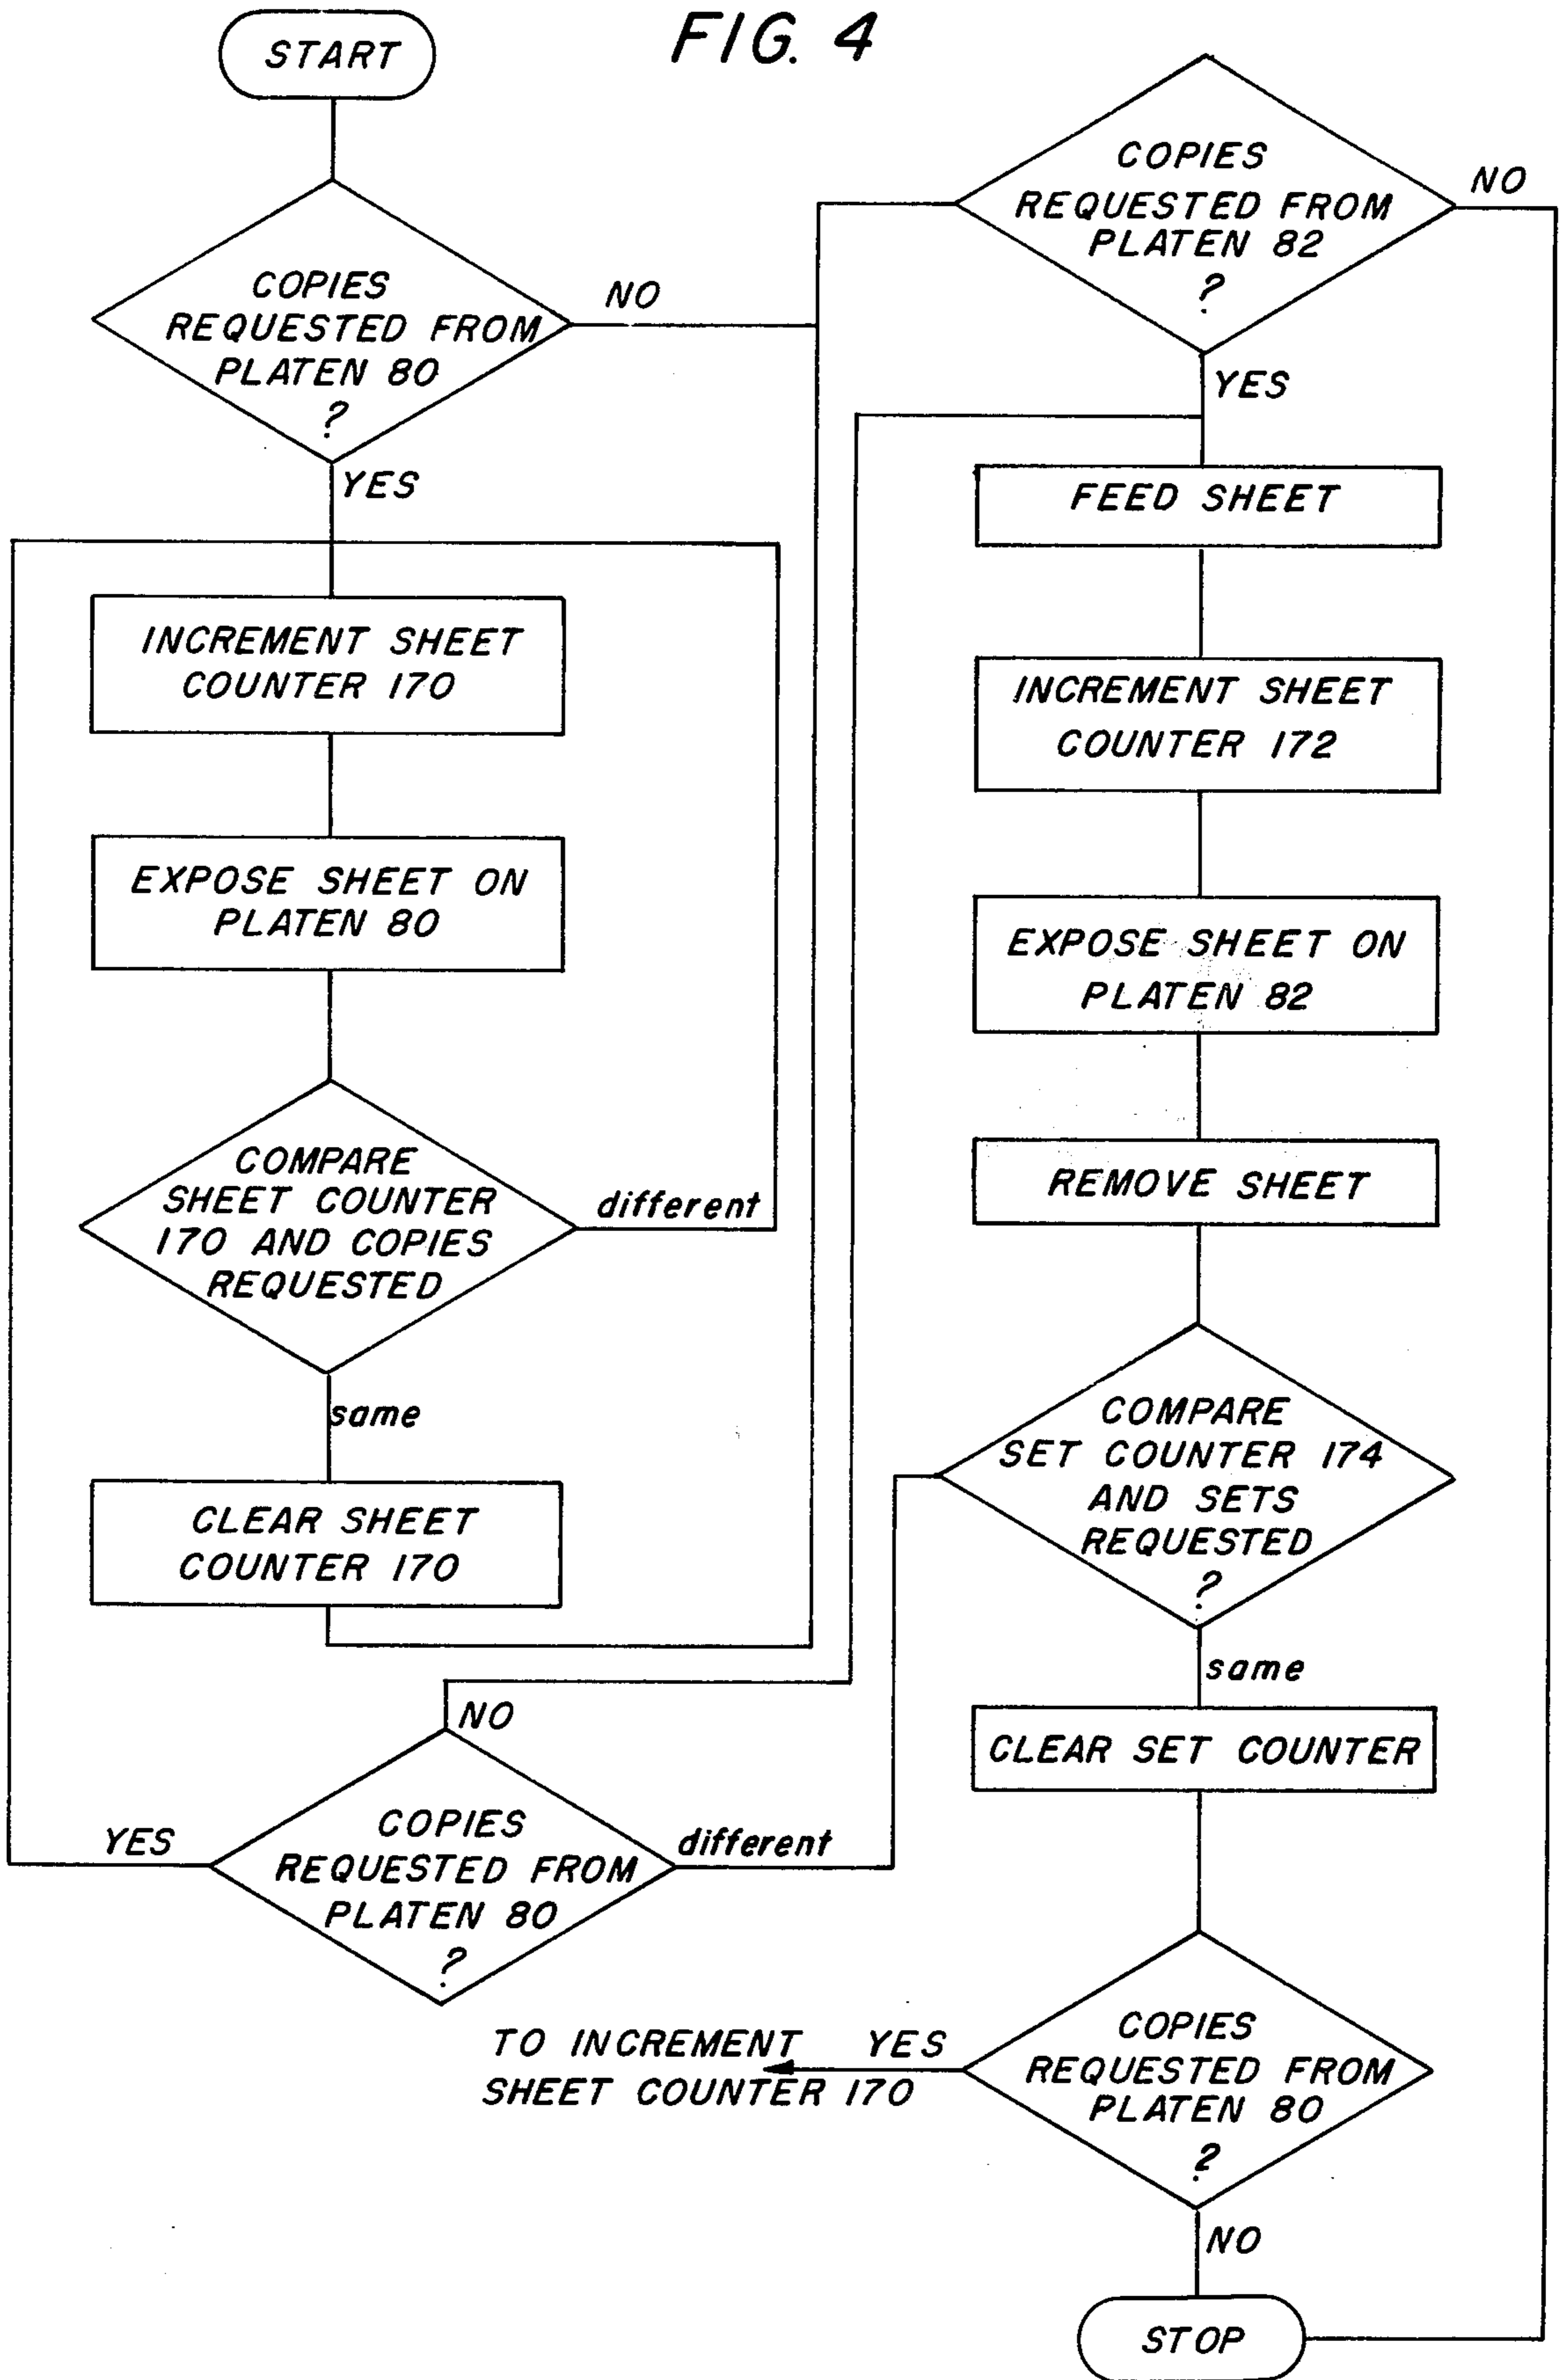 FIG. 4
START
COPIES
REQUESTED FROM
PLATEN 80
?
NO
YES
INCREMENT SHEET
COUNTER 170
EXPOSE SHEET ON
PLATEN 80
COMPARE
SHEET COUNTER
170 AND COPIES
REQUESTED
different
same
CLEAR SHEET
COUNTER 170
NO
COPIES
REQUESTED FROM
PLATEN 80
?
YES
different
COPIES
REQUESTED FROM
PLATEN 82
?
NO
YES
FEED SHEET
INCREMENT SHEET
COUNTER 172
EXPOSE SHEET ON
PLATEN 82
REMOVE SHEET
COMPARE
SET COUNTER 174
AND SETS
REQUESTED
?
same
CLEAR SET COUNTER
COPIES
REQUESTED FROM
PLATEN 80
?
YES
TO INCREMENT
SHEET COUNTER 170
NO
STOP